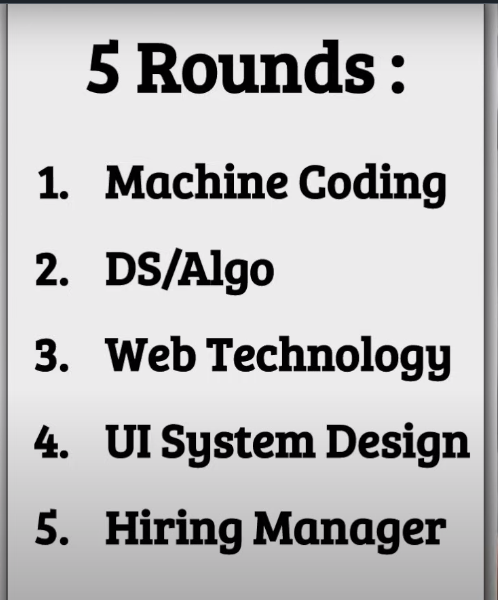 5 Rounds :
1. Machine Coding
2. DS/Algo
3. Web Technology
4. UI System Design
5. Hiring Manager